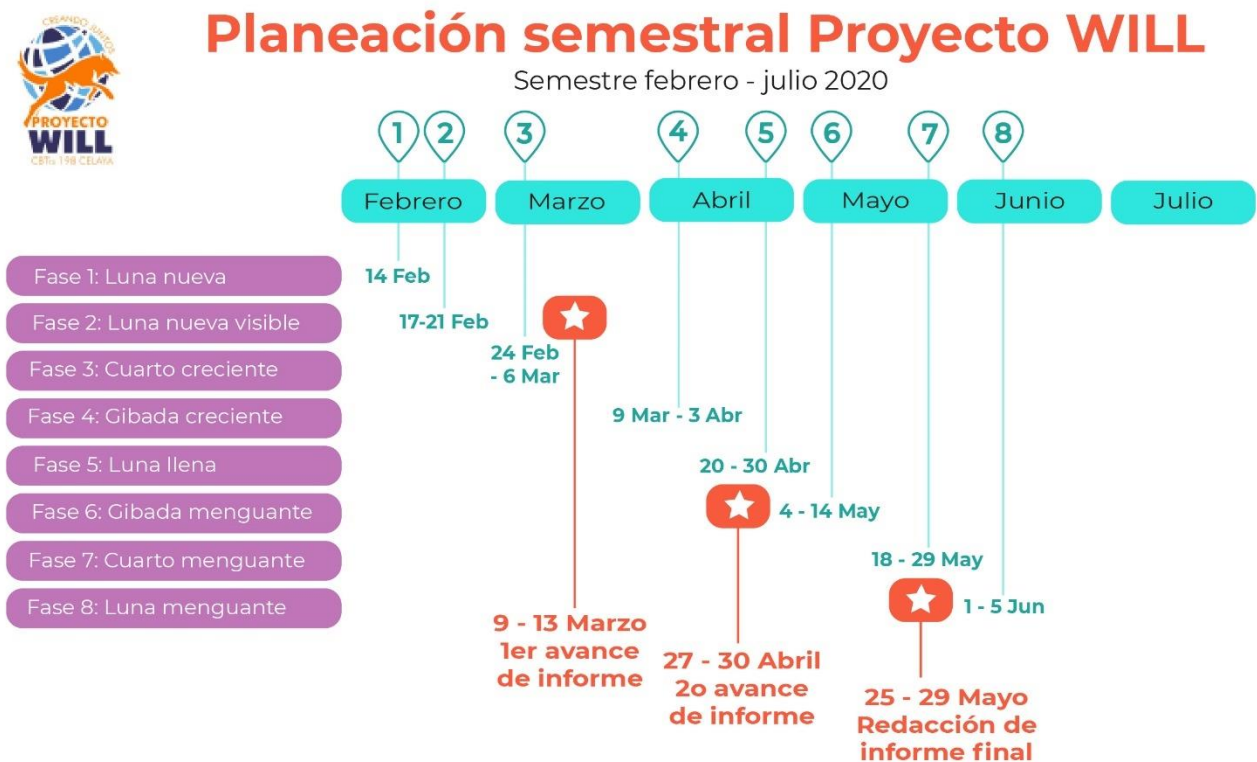 CREANDO JUNTOS
PROYECTO
WILL
CBTis 198 CELAYA
Planeación semestral Proyecto WILL
Semestre febrero - julio 2020
1 2 3 4 5 6 7 8
Febrero Marzo Abril Mayo Junio Julio
Fase 1: Luna nueva
Fase 2: Luna nueva visible
Fase 3: Cuarto creciente
Fase 4: Gibada creciente
Fase 5: Luna llena
Fase 6: Gibada menguante
Fase 7: Cuarto menguante
Fase 8: Luna menguante
14 Feb
17-21 Feb
24 Feb
- 6 Mar
9 Mar - 3 Abr
20 - 30 Abr
4 - 14 May
18 - 29 May
1 - 5 Jun
9 - 13 Marzo
1er avance
de informe
27 - 30 Abril
2o avance
de informe
25 - 29 Mayo
Redacción de
informe final